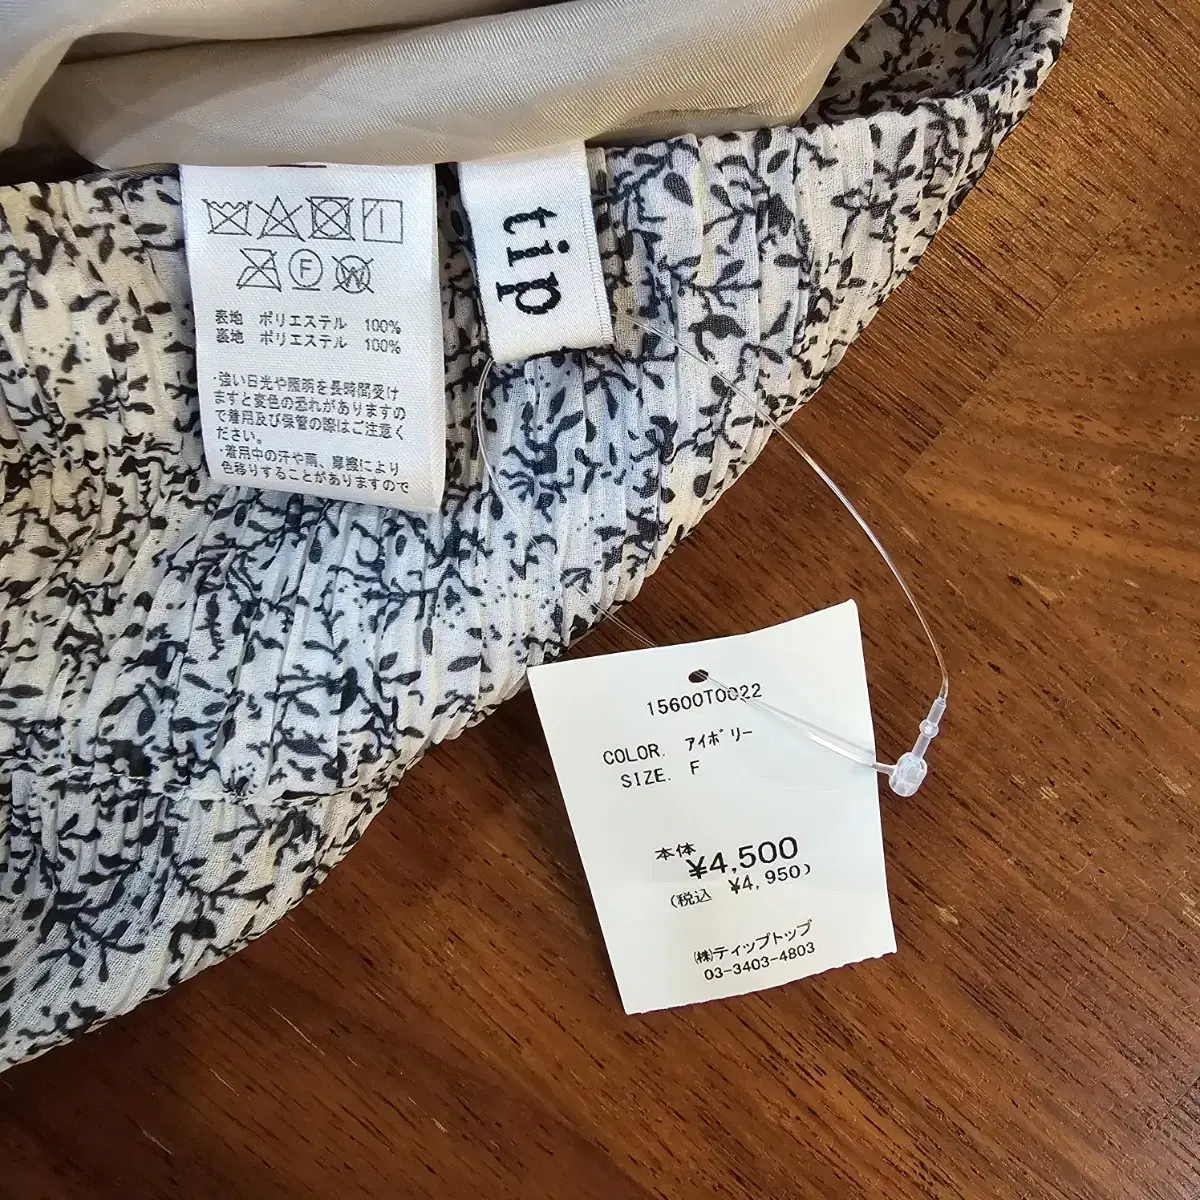 F
W
表地 ポリエステル 100%
裏地 ポリエステル 100%
・強い日光や照明を長時間受け
ますと変色の恐れがありますの
で着用及び保管の際はご注意く
ださい。
・着用中の汗や雨、摩擦により
色移りすることがありますので
tip
15600T0022
COLOR. アイボリー
SIZE. F
本体
¥4,500
(税込 ¥4,950)
㈱ティップトップ
03-3403-4803